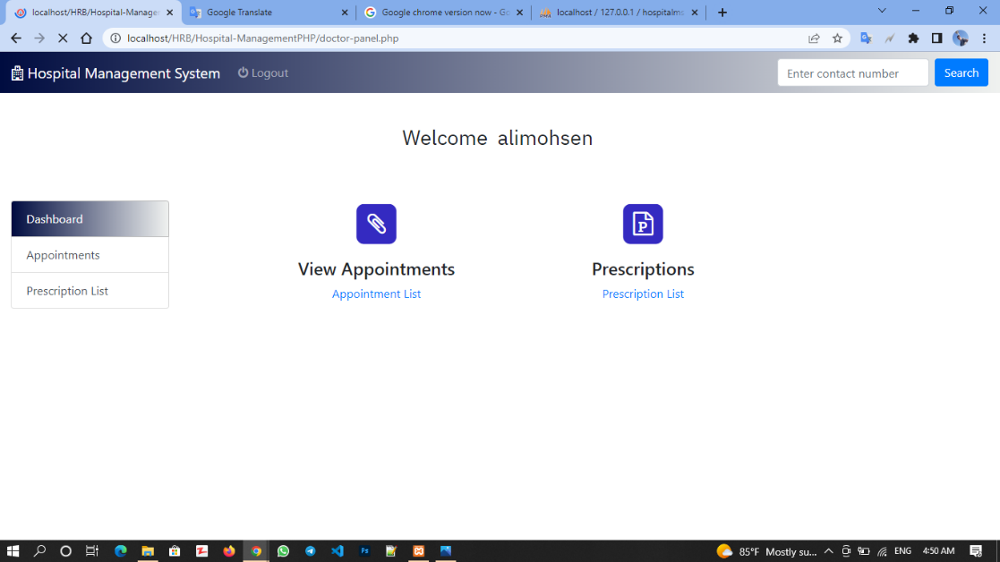 localhost/HRB/Hospital-Manage
Google Translate
Google chrome version now - Go
localhost / 127.0.0.1 / hospitalms
localhost/HRB/Hospital-ManagementPHP/doctor-panel.php
Hospital Management System
Logout
Enter contact number
Search
Welcome alimohsen
Dashboard
Appointments
Prescription List
View Appointments
Appointment List
Prescriptions
Prescription List
85°F Mostly su...
ENG
4:50 AM